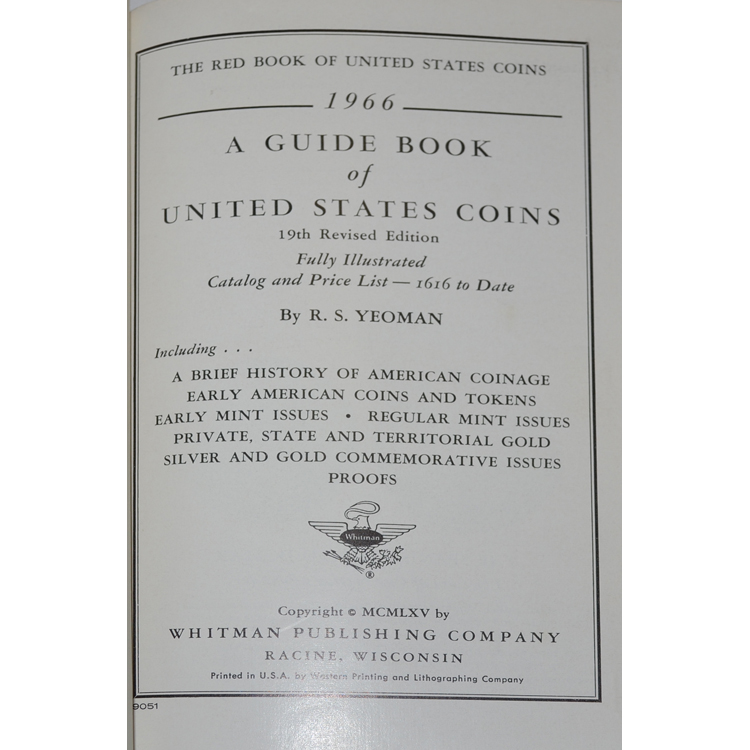 THE RED BOOK OF UNITED STATES COINS
1966
A GUIDE BOOK
of
UNITED STATES COINS
19th Revised Edition
Fully Illustrated
Catalog and Price List — 1616 to Date
By R. S. YEOMAN
Including . . .
A BRIEF HISTORY OF AMERICAN COINAGE
EARLY AMERICAN COINS AND TOKENS
EARLY MINT ISSUES • REGULAR MINT ISSUES
PRIVATE, STATE AND TERRITORIAL GOLD
SILVER AND GOLD COMMEMORATIVE ISSUES
PROOFS
Whitman
®
Copyright © MCMLXV by
WHITMAN PUBLISHING COMPANY
RACINE, WISCONSIN
Printed in U.S.A. by Western Printing and Lithographing Company
9051